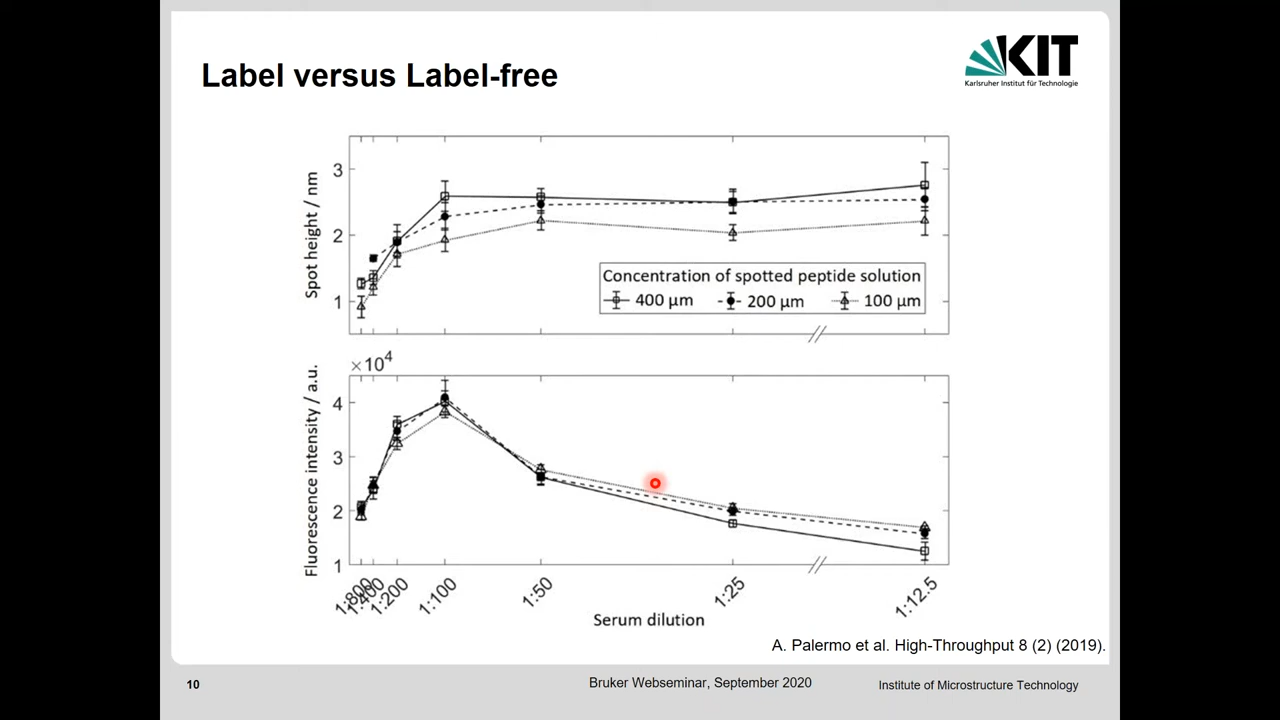 Label versus Label-free
KIT
Karlsruher Institut für Technologie
Spot height / nm
3
2
1
Concentration of spotted peptide solution
400 µm
200 µm
100 µm
×10⁴
Fluorescence intensity / a.u.
4
3
2
1
1:800
1:400
1:200
1:100
1:50
1:25
1:12.5
Serum dilution
A. Palermo et al. High-Throughput 8 (2) (2019).
10
Bruker Webseminar, September 2020
Institute of Microstructure Technology